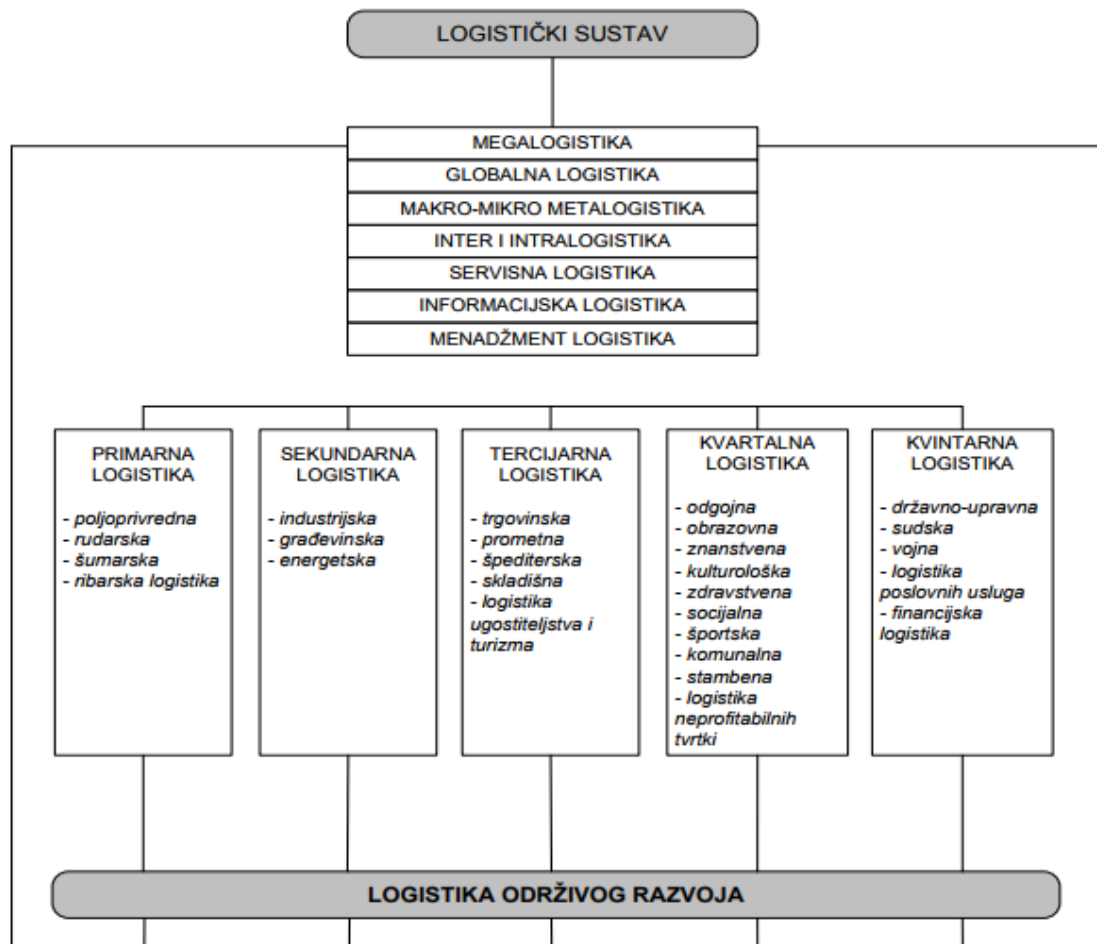 LOGISTIČKI SUSTAV
MEGALOGISTIKA
GLOBALNA LOGISTIKA
MAKRO-MIKRO METALOGISTIKA
INTER I INTRALOGISTIKA
SERVISNA LOGISTIKA
INFORMACIJSKA LOGISTIKA
MENADŽMENT LOGISTIKA
PRIMARNA
LOGISTIKA
- poljoprivredna
- rudarska
- šumarska
- ribarska logistika
SEKUNDARNA
LOGISTIKA
- industrijska
- građevinska
- energetska
TERCIJARNA
LOGISTIKA
- trgovinska
- prometna
- špediterska
- skladišna
- logistika
ugostiteljstva i
turizma
KVARTALNA
LOGISTIKA
- odgojna
- obrazovna
- znanstvena
- kulturološka
- zdravstvena
- socijalna
- športska
- komunalna
- stambena
- logistika
neprofitabilnih
tvrtki
KVINTARNA
LOGISTIKA
- državno-upravna
- sudska
- vojna
- logistika
poslovnih usluga
- financijska
logistika
LOGISTIKA ODRŽIVOG RAZVOJA